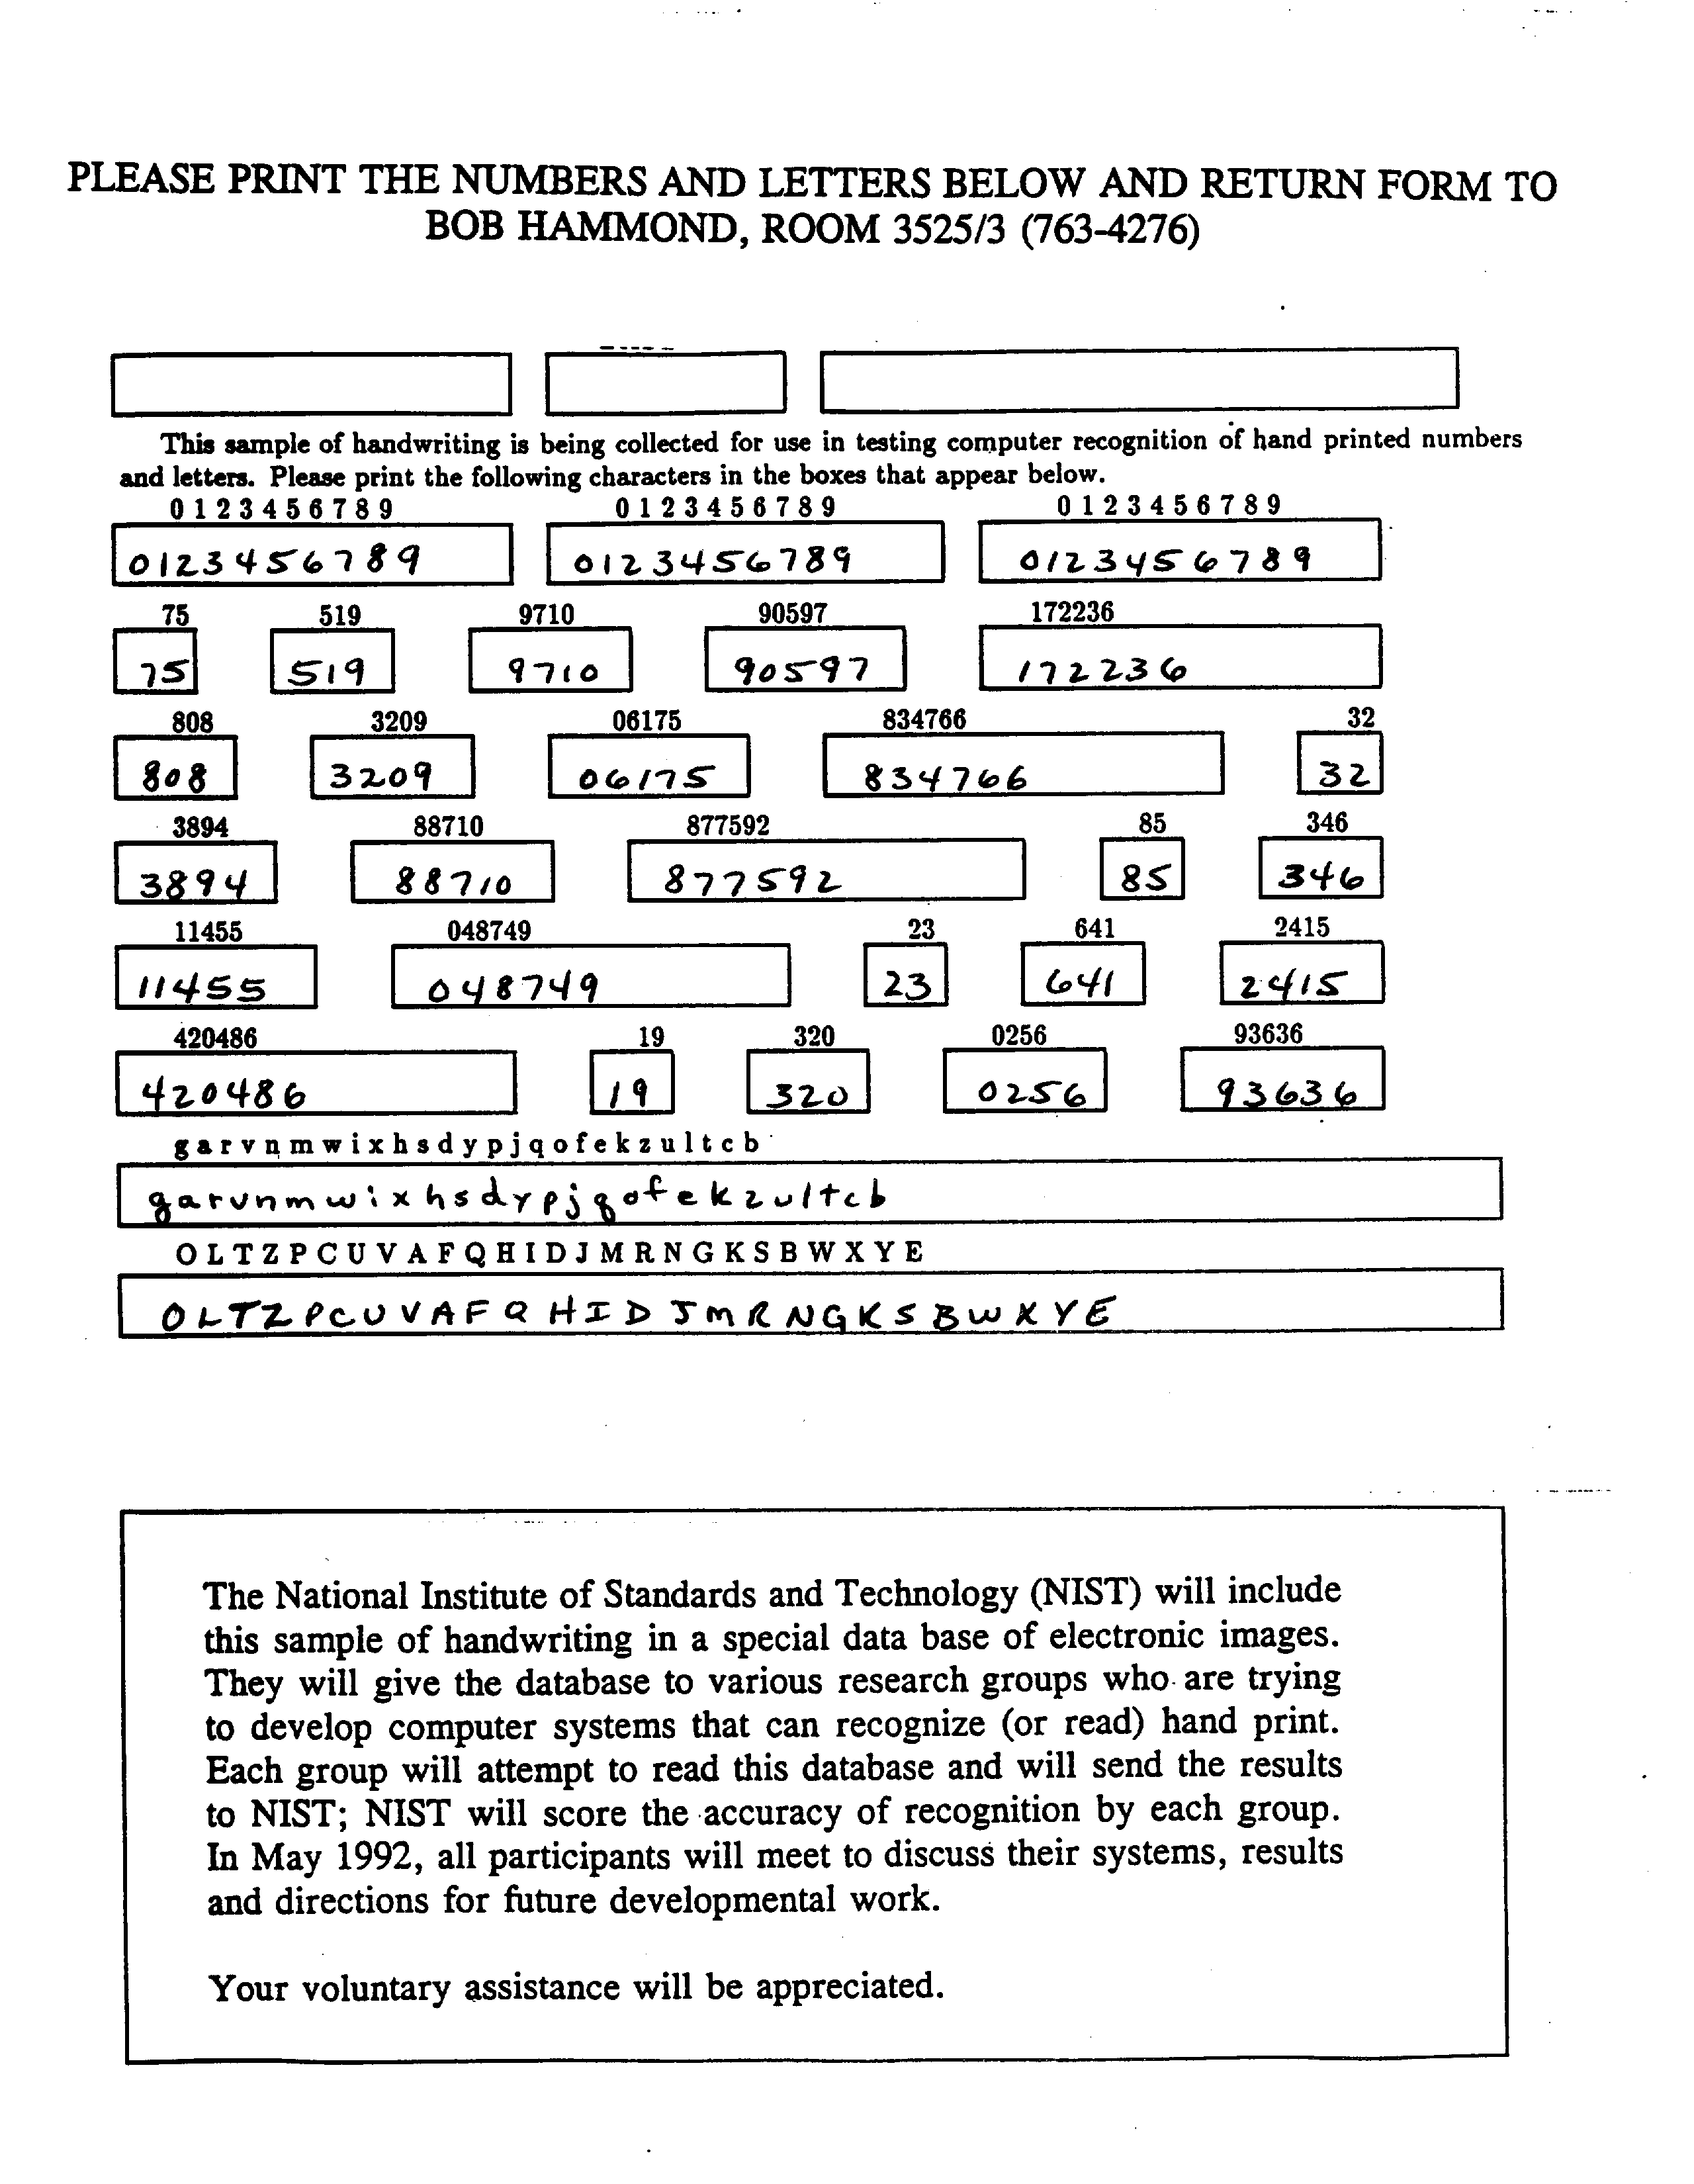 PLEASE PRINT THE NUMBERS AND LETTERS BELOW AND RETURN FORM TO
BOB HAMMOND, ROOM 3525/3 (763-4276)
This sample of handwriting is being collected for use in testing computer recognition of hand printed numbers
and letters. Please print the following characters in the boxes that appear below.
0 1 2 3 4 5 6 7 8 9 0 1 2 3 4 5 6 7 8 9 0 1 2 3 4 5 6 7 8 9
0123456789 0123456789 0123456789
75 519 9710 90597 172236
75 519 9710 90597 172236
808 3209 06175 834766 32
808 3209 06175 834766 32
3894 88710 877592 85 346
3894 88710 877592 85 346
11455 048749 23 641 2415
11455 048749 23 641 2415
420486 19 320 0256 93636
420486 19 320 0256 93636
g a r v n m w i x h s d y p j q o f e k z u l t c b
garvnmwixhsdypjqofekzultcb
O L T Z P C U V A F Q H I D J M R N G K S B W X Y E
OLTZPCUVAFQHIDJMRNGKSBWXYE
The National Institute of Standards and Technology (NIST) will include
this sample of handwriting in a special data base of electronic images.
They will give the database to various research groups who are trying
to develop computer systems that can recognize (or read) hand print.
Each group will attempt to read this database and will send the results
to NIST; NIST will score the accuracy of recognition by each group.
In May 1992, all participants will meet to discuss their systems, results
and directions for future developmental work.
Your voluntary assistance will be appreciated.